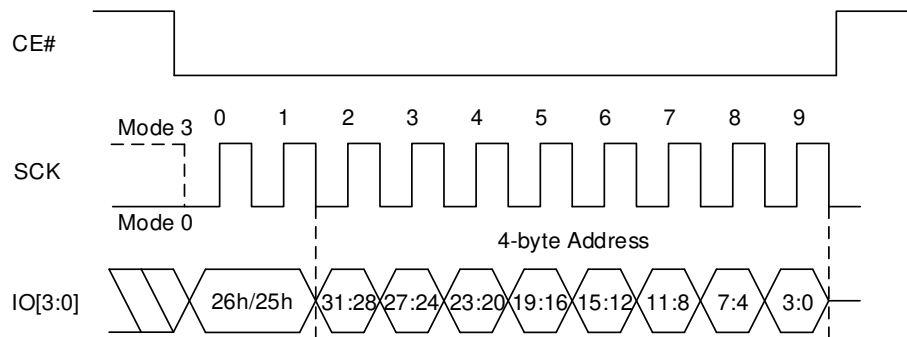 CE#
Mode 3
0 1 2 3 4 5 6 7 8 9
SCK
Mode 0
4-byte Address
IO[3:0]
26h/25h 31:28 27:24 23:20 19:16 15:12 11:8 7:4 3:0